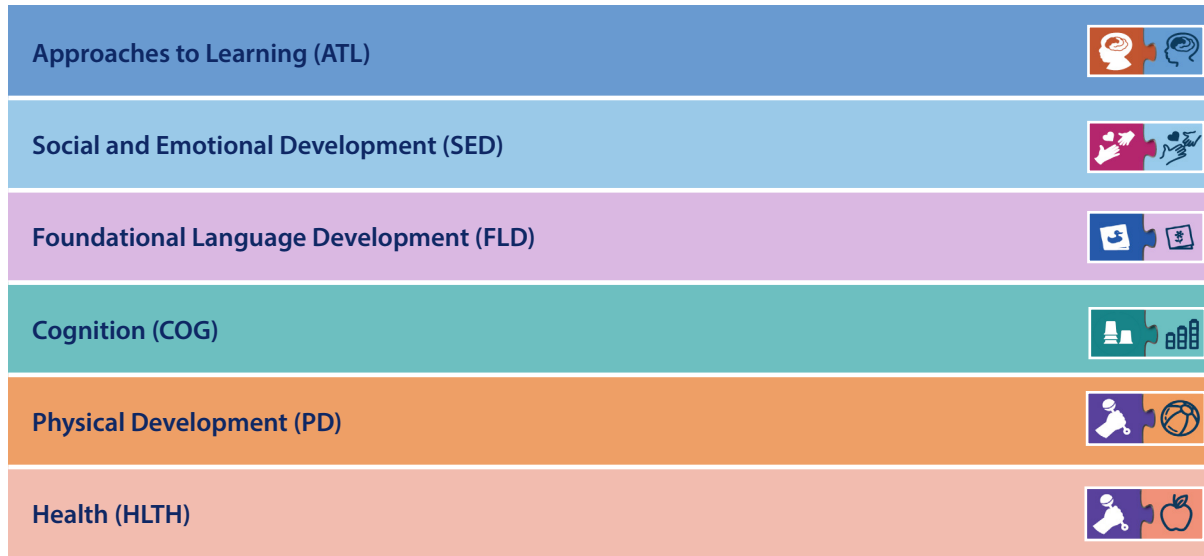 Approaches to Learning (ATL)
Social and Emotional Development (SED)
Foundational Language Development (FLD)
Cognition (COG)
Physical Development (PD)
Health (HLTH)